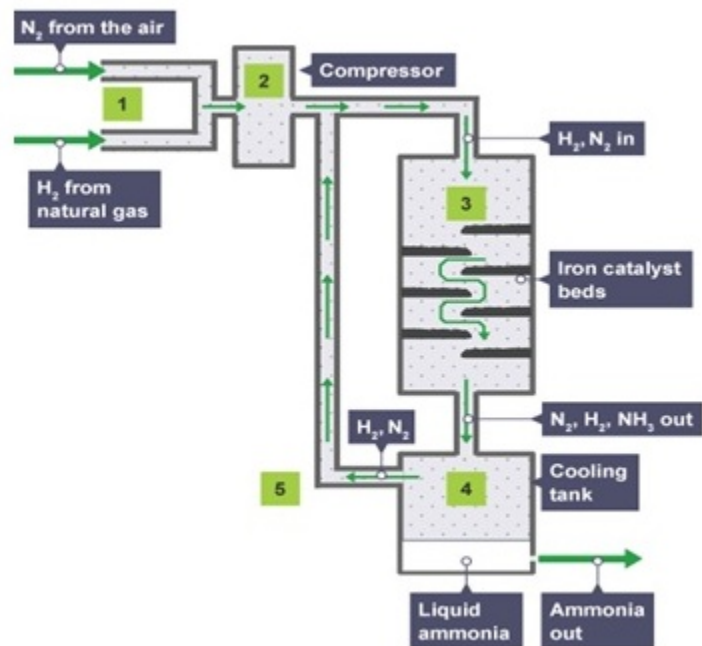 N₂ from the air
1
H₂ from
natural gas
2
Compressor
H₂, N₂ in
3
Iron catalyst
beds
N₂, H₂, NH₃ out
H₂, N₂
5
4
Cooling
tank
Liquid
ammonia
Ammonia
out